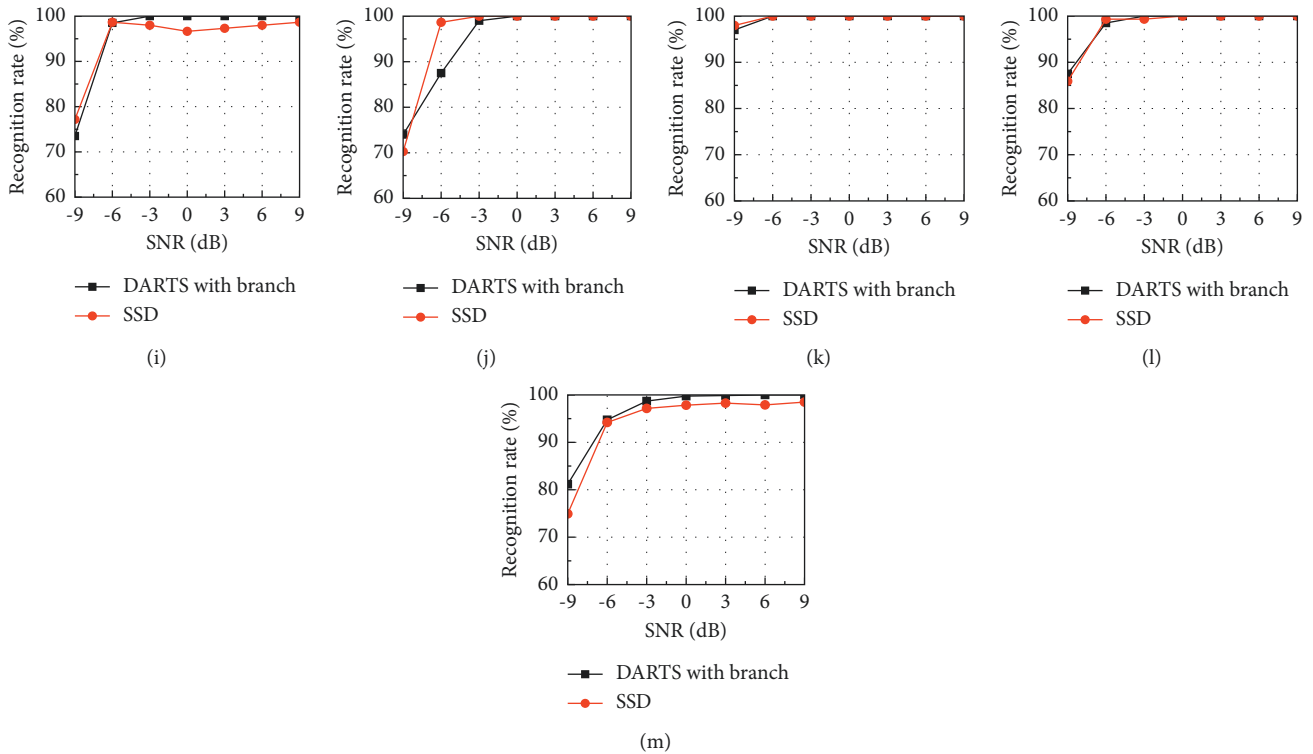 Recognition rate (%)
100
90
80
70
60
-9 -6 -3 0 3 6 9
SNR (dB)
DARTS with branch
SSD
(i)
Recognition rate (%)
100
90
80
70
60
-9 -6 -3 0 3 6 9
SNR (dB)
DARTS with branch
SSD
(j)
Recognition rate (%)
100
90
80
70
60
-9 -6 -3 0 3 6 9
SNR (dB)
DARTS with branch
SSD
(k)
Recognition rate (%)
100
90
80
70
60
-9 -6 -3 0 3 6 9
SNR (dB)
DARTS with branch
SSD
(l)
Recognition rate (%)
100
90
80
70
60
-9 -6 -3 0 3 6 9
SNR (dB)
DARTS with branch
SSD
(m)